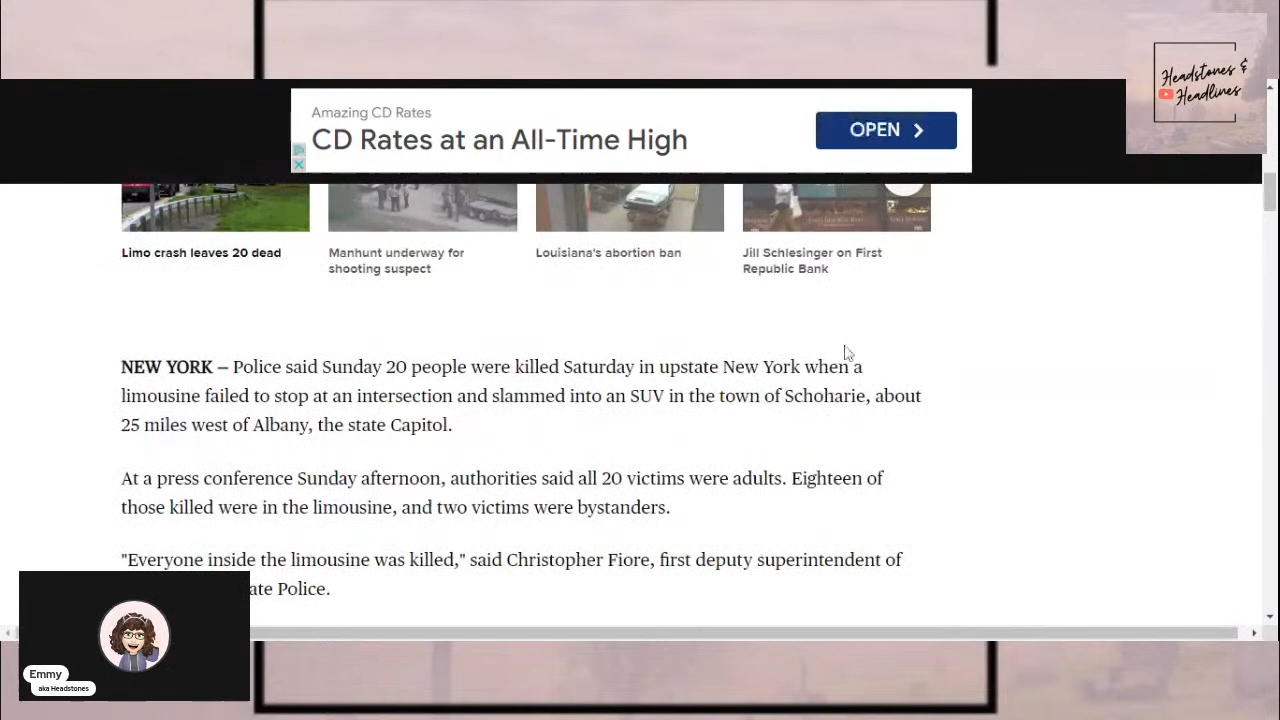 Headstones &
Headlines
Amazing CD Rates
CD Rates at an All-Time High
OPEN
Limo crash leaves 20 dead
Manhunt underway for
shooting suspect
Louisiana's abortion ban
Jill Schlesinger on First
Republic Bank
NEW YORK — Police said Sunday 20 people were killed Saturday in upstate New York when a
limousine failed to stop at an intersection and slammed into an SUV in the town of Schoharie, about
25 miles west of Albany, the state Capitol.
At a press conference Sunday afternoon, authorities said all 20 victims were adults. Eighteen of
those killed were in the limousine, and two victims were bystanders.
"Everyone inside the limousine was killed," said Christopher Fiore, first deputy superintendent of
ate Police.
Emmy
aka Headstones